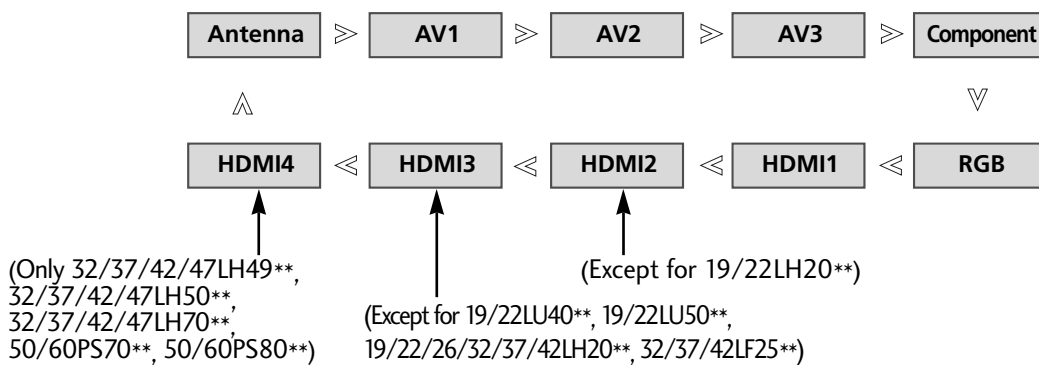 Antenna
AV1
AV2
AV3
Component
HDMI4
HDMI3
HDMI2
HDMI1
RGB
(Only 32/37/42/47LH49**,
32/37/42/47LH50**,
32/37/42/47LH70**,
50/60PS70**, 50/60PS80**)
(Except for 19/22LU40**, 19/22LU50**,
19/22/26/32/37/42LH20**, 32/37/42LF25**)
(Except for 19/22LH20**)